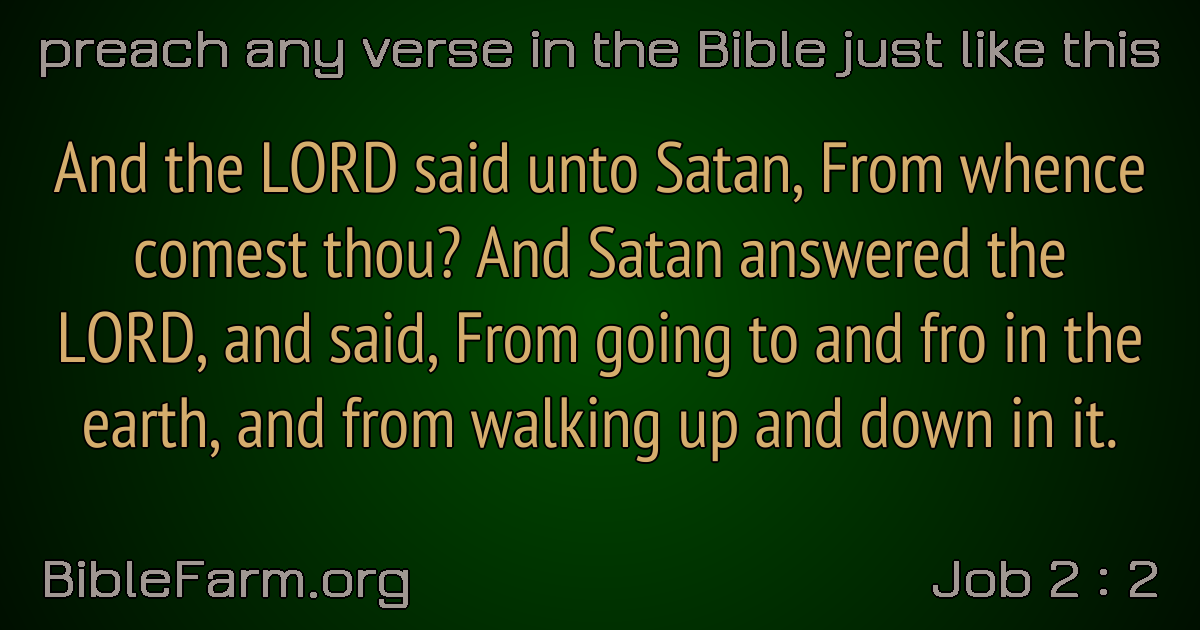 preach any verse in the Bible just like this
And the LORD said unto Satan, From whence
comest thou? And Satan answered the
LORD, and said, From going to and fro in the
earth, and from walking up and down in it.
BibleFarm.org
Job 2 : 2